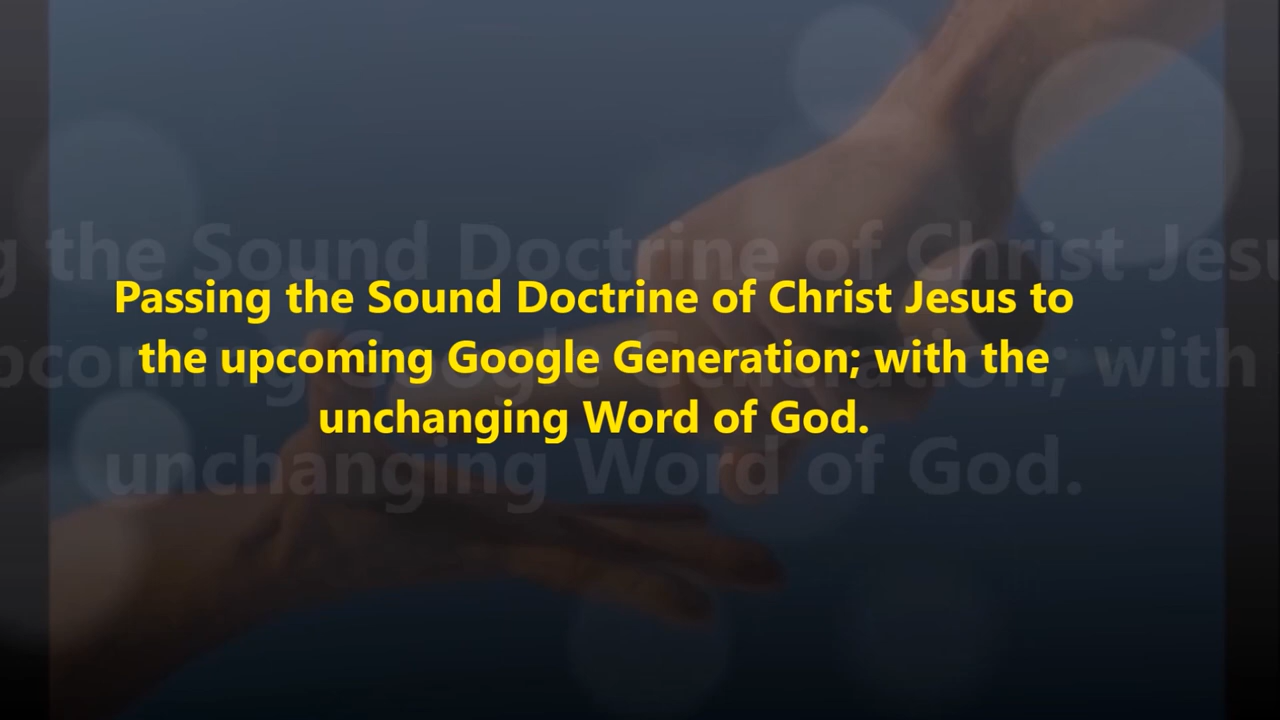 Passing the Sound Doctrine of Christ Jesus to
the upcoming Google Generation; with the
unchanging Word of God.